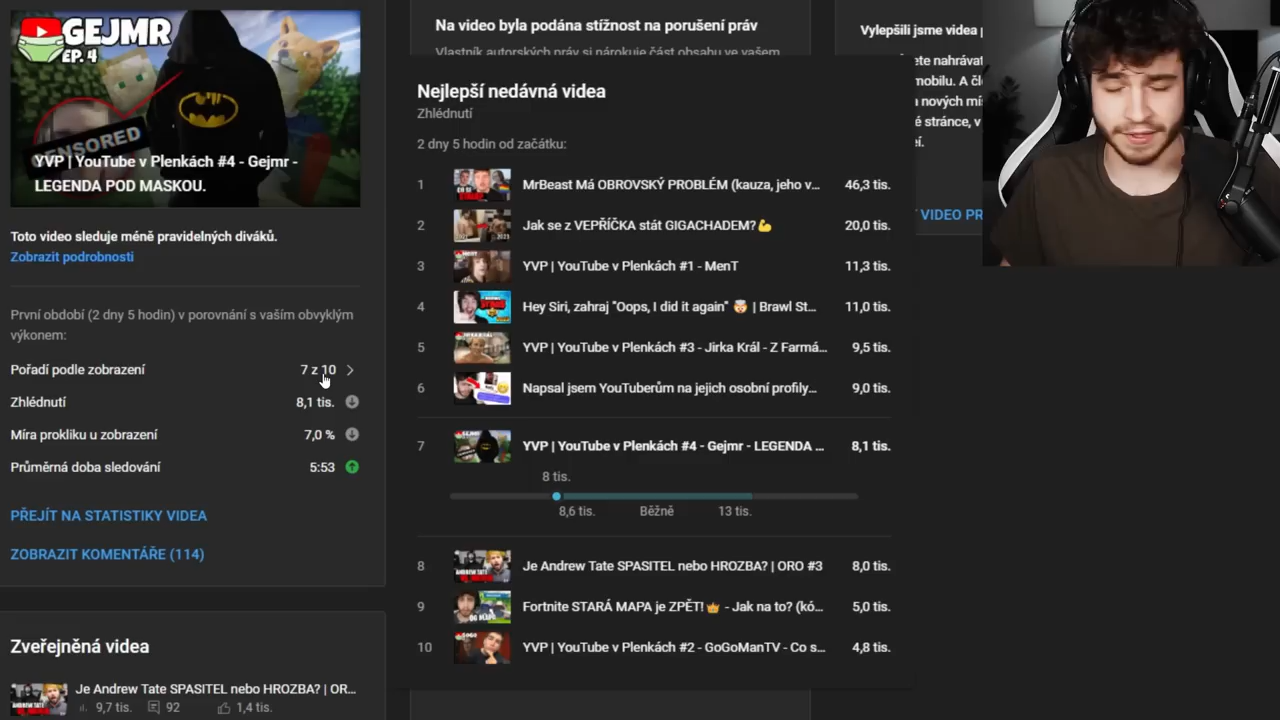 GEJMR
EP. 4
CENSORED
YVP | YouTube v Plenkách #4 - Gejmr -
LEGENDA POD MASKOU.
Toto video sleduje méně pravidelných diváků.
Zobrazit podrobnosti
První období (2 dny 5 hodin) v porovnání s vaším obvyklým
výkonem:
Pořadí podle zobrazení 7 z 10
Zhlédnutí 8,1 tis.
Míra prokliku u zobrazení 7,0 %
Průměrná doba sledování 5:53
PŘEJÍT NA STATISTIKY VIDEA
ZOBRAZIT KOMENTÁŘE (114)
Zveřejněná videa
Je Andrew Tate SPASITEL nebo HROZBA? | OR...
9,7 tis. 92 1,4 tis.
Na video byla podána stížnost na porušení práv
Vlastník autorských práv si nárokuje část obsahu ve vašem
Nejlepší nedávná videa
Zhlédnutí
2 dny 5 hodin od začátku:
1 MrBeast Má OBROVSKÝ PROBLÉM (kauza, jeho v... 46,3 tis.
2 Jak se z VEPŘÍČKA stát GIGACHADEM?💪 20,0 tis.
3 YVP | YouTube v Plenkách #1 - MenT 11,3 tis.
4 Hey Siri, zahraj "Oops, I did it again" 🤯 | Brawl St... 11,0 tis.
5 YVP | YouTube v Plenkách #3 - Jirka Král - Z Farmá... 9,5 tis.
6 Napsal jsem YouTuberům na jejich osobní profily... 9,0 tis.
7 YVP | YouTube v Plenkách #4 - Gejmr - LEGENDA ... 8,1 tis.
8 tis.
8,6 tis. Běžně 13 tis.
8 Je Andrew Tate SPASITEL nebo HROZBA? | ORO #3 8,0 tis.
9 Fortnite STARÁ MAPA je ZPĚT!👑 - Jak na to? (kó... 5,0 tis.
10 YVP | YouTube v Plenkách #2 - GoGoManTV - Co s... 4,8 tis.
Vylepšili jsme videa
ete nahrávat
mobilu. A čl
nových mí
é stránce, v
ní.
VIDEO PR